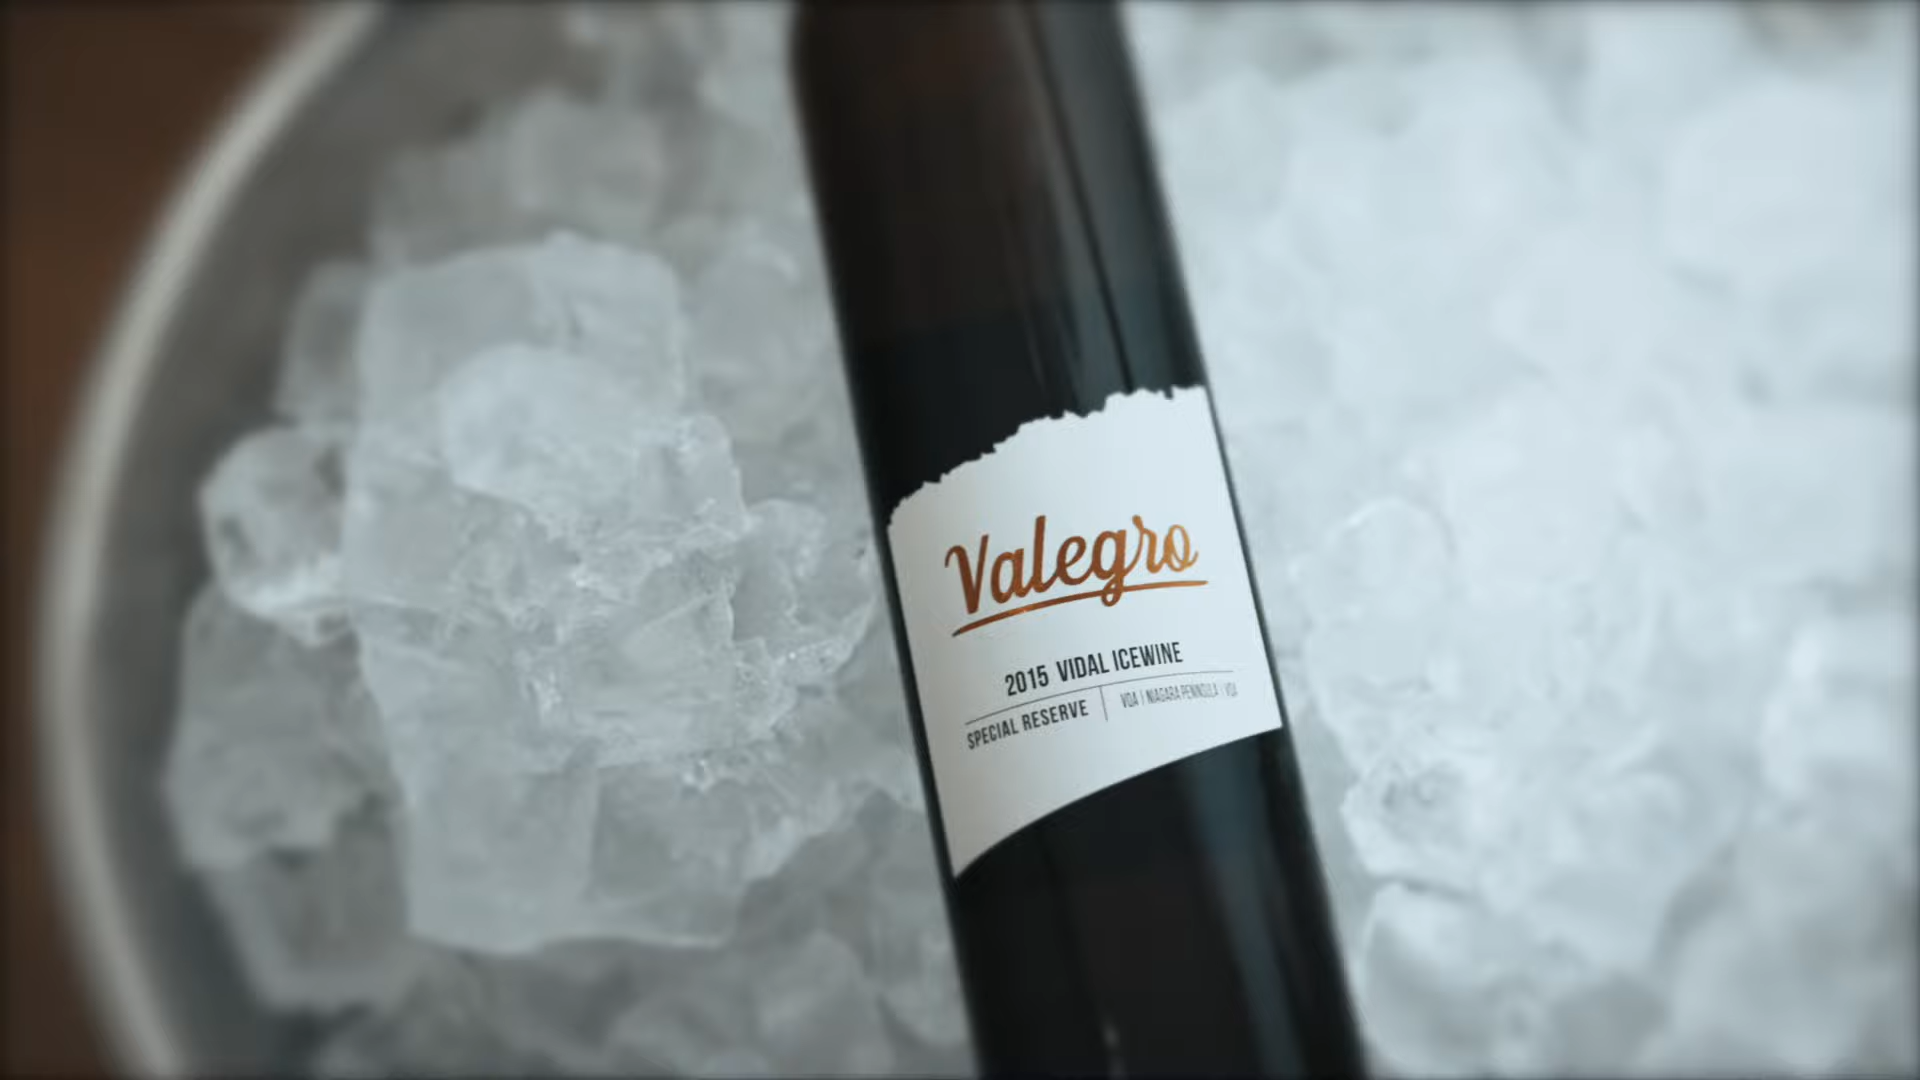 Valegro
2015 VIDAL ICEWINE
SPECIAL RESERVE
VQA | NIAGARA PENINSULA | VQA